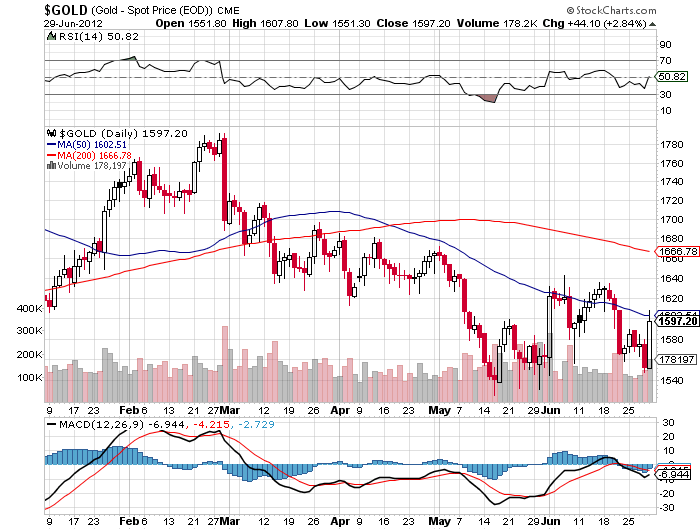 $GOLD (Gold - Spot Price (EOD)) CME © StockCharts.com
29-Jun-2012 Open 1551.80 High 1607.80 Low 1551.30 Close 1597.20 Volume 178.2K Chg +44.10 (+2.84%)
RSI(14) 50.82
90
70
50.82
30
10
$GOLD (Daily) 1597.20
MA(50) 1602.51
MA(200) 1666.78
Volume 178,197
1780
1760
1740
1720
1700
1680
1666.78
1660
1640
1620
1597.20
1580
1540
400K
300K
200K
100K
178197
9 17 23 Feb 6 13 21 27 Mar 12 19 26 Apr 9 16 23 May 7 14 21 29 Jun 11 18 25
MACD(12,26,9) -6.944, -4.215, -2.729
30
20
10
-6.944
-20
-30
9 17 23 Feb 6 13 21 27 Mar 12 19 26 Apr 9 16 23 May 7 14 21 29 Jun 11 18 25